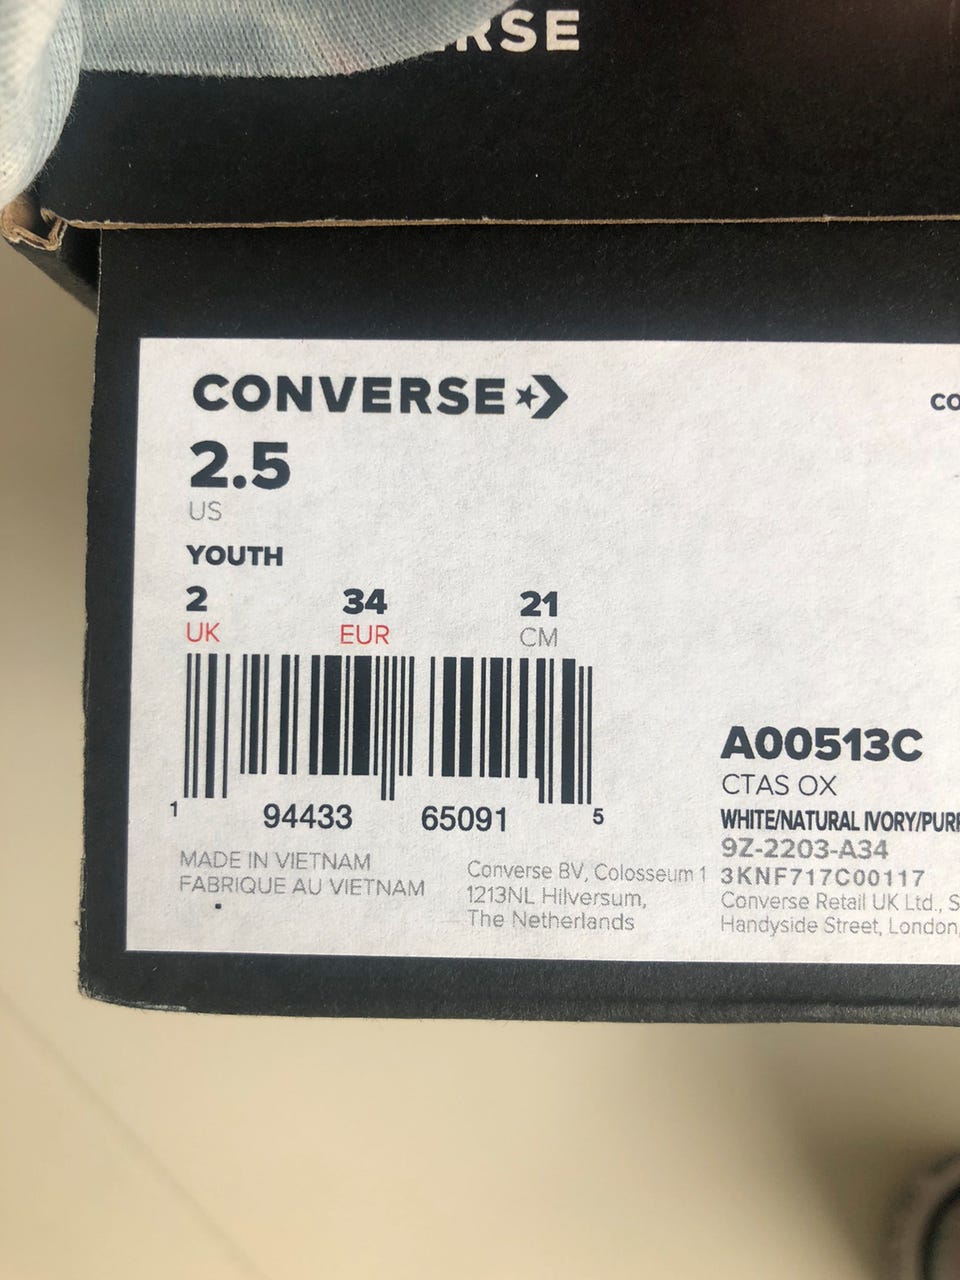 RSE
CONVERSE
CO
2.5
US
YOUTH
2 34 21
UK EUR CM
1 94433 65091 5
A00513C
CTAS OX
WHITE/NATURAL IVORY/PUR
9Z-2203-A34
3KNF717C00117
Converse Retail UK Ltd., S
Handyside Street, London,
MADE IN VIETNAM
FABRIQUE AU VIETNAM
Converse BV, Colosseum 1
1213NL Hilversum,
The Netherlands